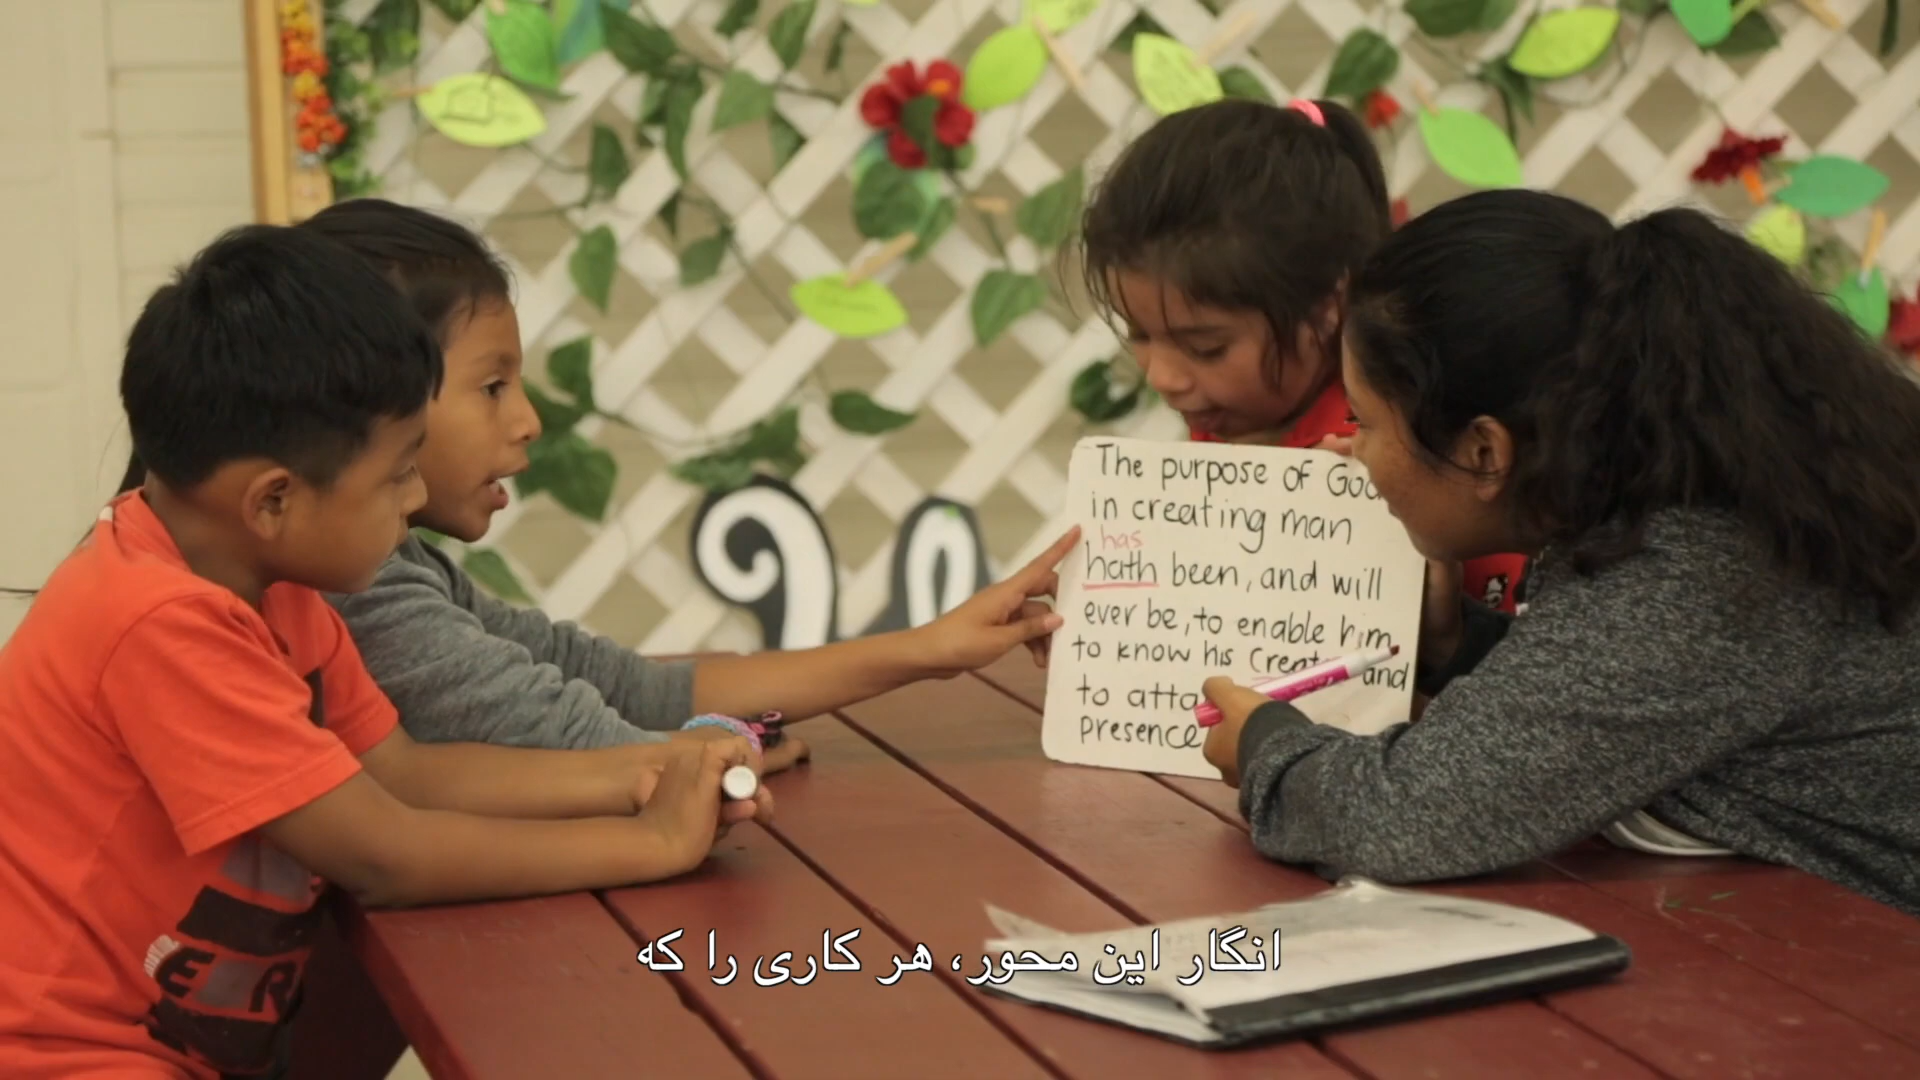 The purpose of God
in creating man
has
hath been, and will
ever be, to enable him
to know his Creator and
to atta
presence
انگار این محور، هر کاری را که